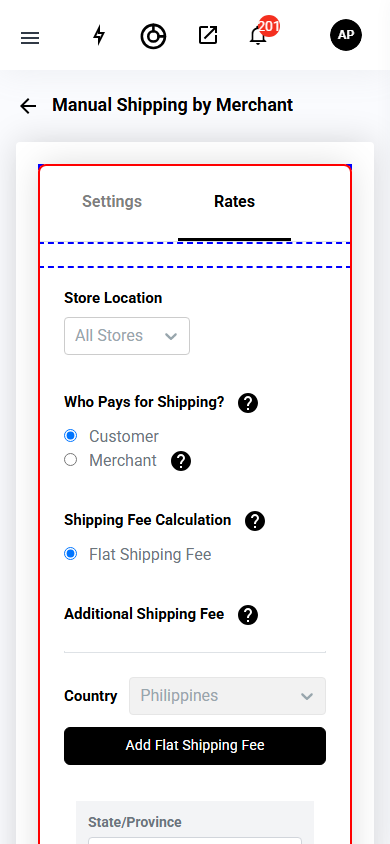 201
AP
Manual Shipping by Merchant
Settings
Rates
Store Location
All Stores
Who Pays for Shipping? ?
Customer
Merchant ?
Shipping Fee Calculation ?
Flat Shipping Fee
Additional Shipping Fee ?
Country
Philippines
Add Flat Shipping Fee
State/Province